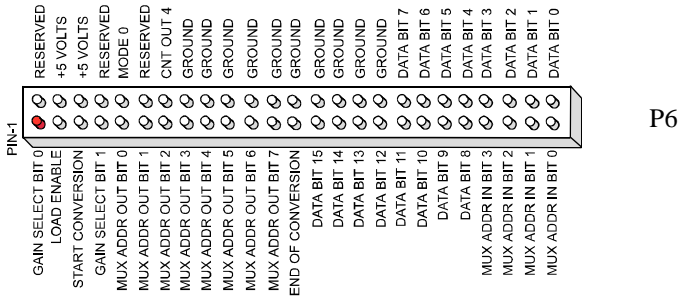 RESERVED
+5 VOLTS
+5 VOLTS
RESERVED
MODE 0
RESERVED
CNT OUT 4
GROUND
GROUND
GROUND
GROUND
GROUND
GROUND
GROUND
GROUND
GROUND
GROUND
DATA BIT 7
DATA BIT 6
DATA BIT 5
DATA BIT 4
DATA BIT 3
DATA BIT 2
DATA BIT 1
DATA BIT 0
P6
PIN-1
GAIN SELECT BIT 0
LOAD ENABLE
START CONVERSION
GAIN SELECT BIT 1
MUX ADDR OUT BIT 0
MUX ADDR OUT BIT 1
MUX ADDR OUT BIT 2
MUX ADDR OUT BIT 3
MUX ADDR OUT BIT 4
MUX ADDR OUT BIT 5
MUX ADDR OUT BIT 6
MUX ADDR OUT BIT 7
END OF CONVERSION
DATA BIT 15
DATA BIT 14
DATA BIT 13
DATA BIT 12
DATA BIT 11
DATA BIT 10
DATA BIT 9
DATA BIT 8
MUX ADDR IN BIT 3
MUX ADDR IN BIT 2
MUX ADDR IN BIT 1
MUX ADDR IN BIT 0